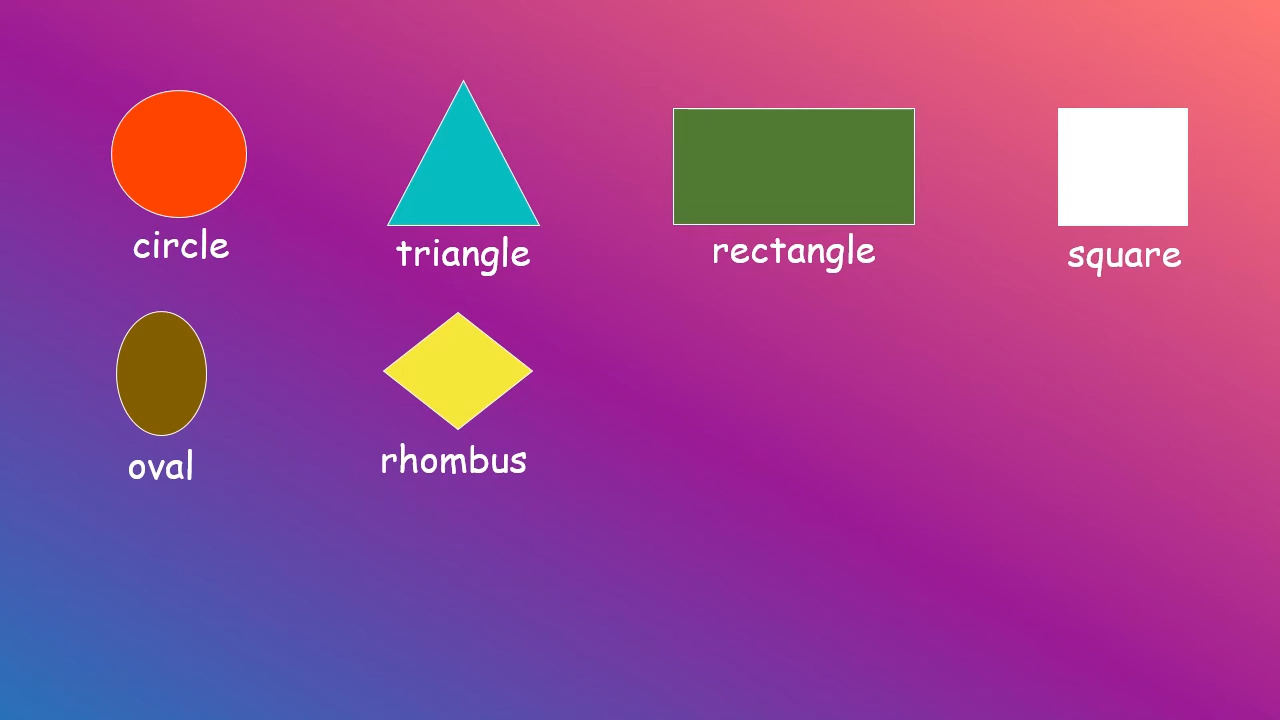 circle
triangle
rectangle
square
oval
rhombus